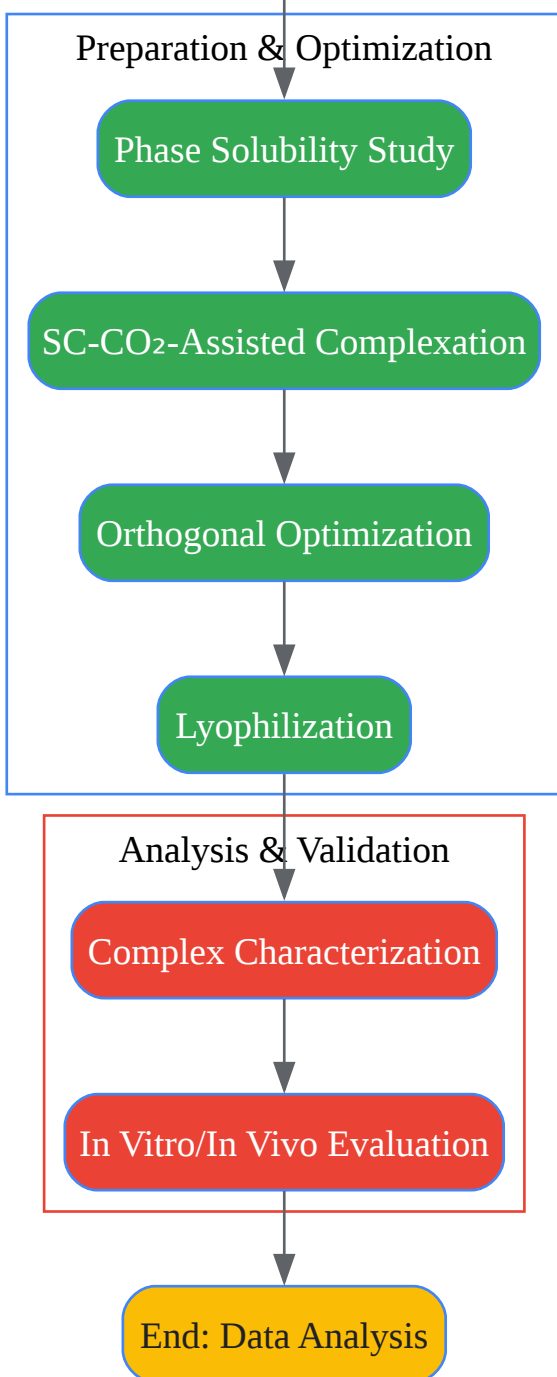 Preparation & Optimization
Phase Solubility Study
SC-CO₂-Assisted Complexation
Orthogonal Optimization
Lyophilization
Analysis & Validation
Complex Characterization
In Vitro/In Vivo Evaluation
End: Data Analysis